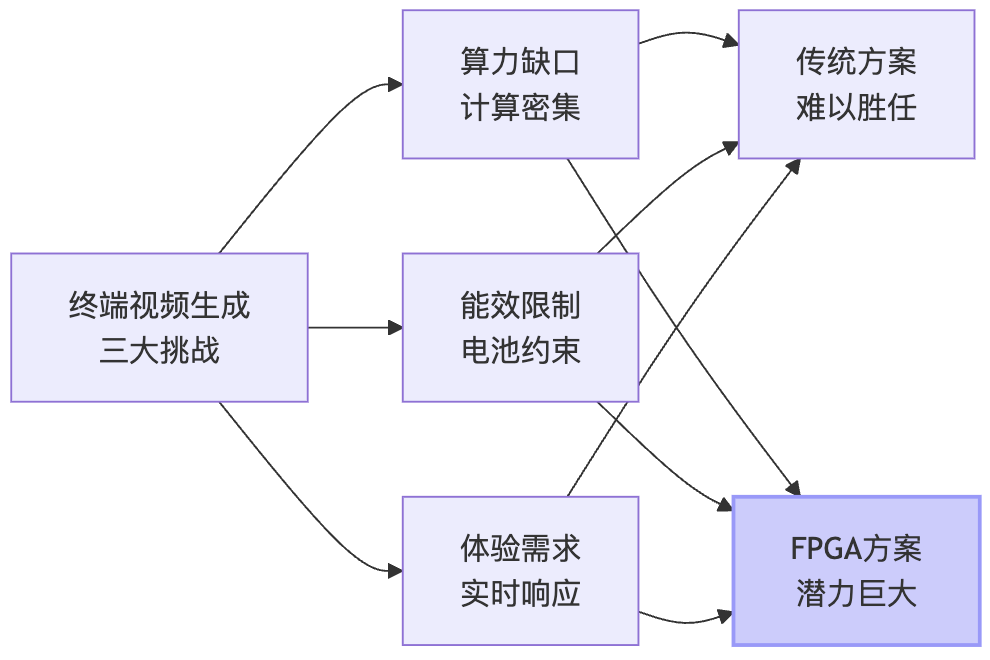 终端视频生成
三大挑战
算力缺口
计算密集
能效限制
电池约束
体验需求
实时响应
传统方案
难以胜任
FPGA方案
潜力巨大